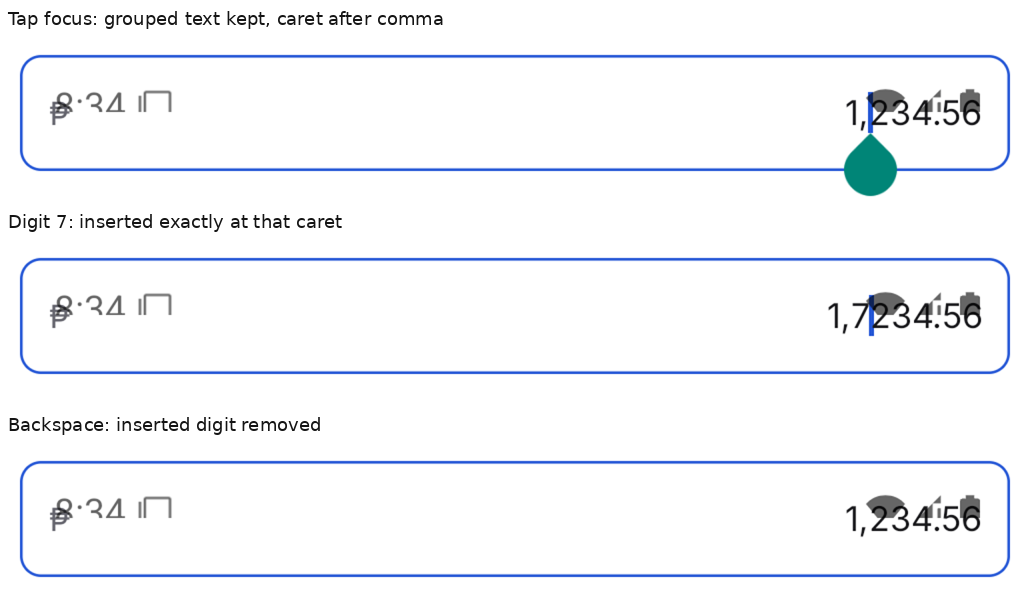 Tap focus: grouped text kept, caret after comma
8:34
₱ 1,234.56
Digit 7: inserted exactly at that caret
8:34
₱ 1,7234.56
Backspace: inserted digit removed
8:34
₱ 1,234.56